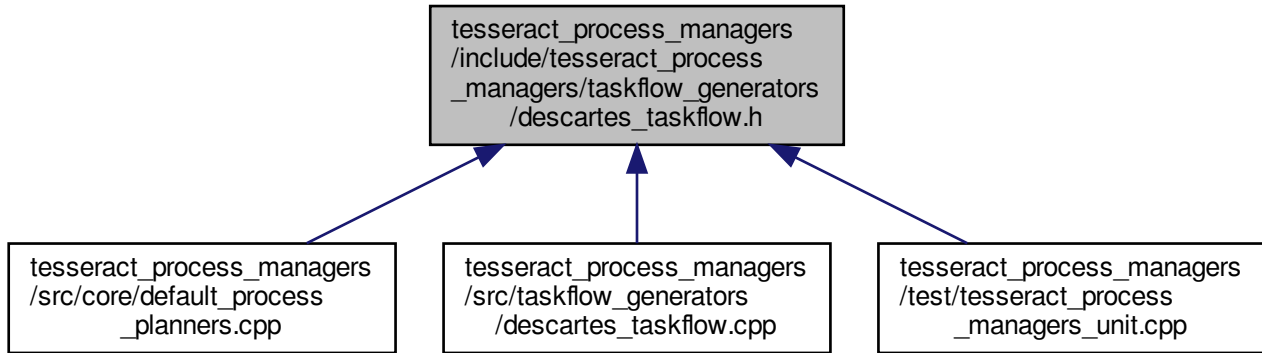 tesseract_process_managers
/include/tesseract_process
_managers/taskflow_generators
/descartes_taskflow.h
tesseract_process_managers
/src/core/default_process
_planners.cpp
tesseract_process_managers
/src/taskflow_generators
/descartes_taskflow.cpp
tesseract_process_managers
/test/tesseract_process
_managers_unit.cpp